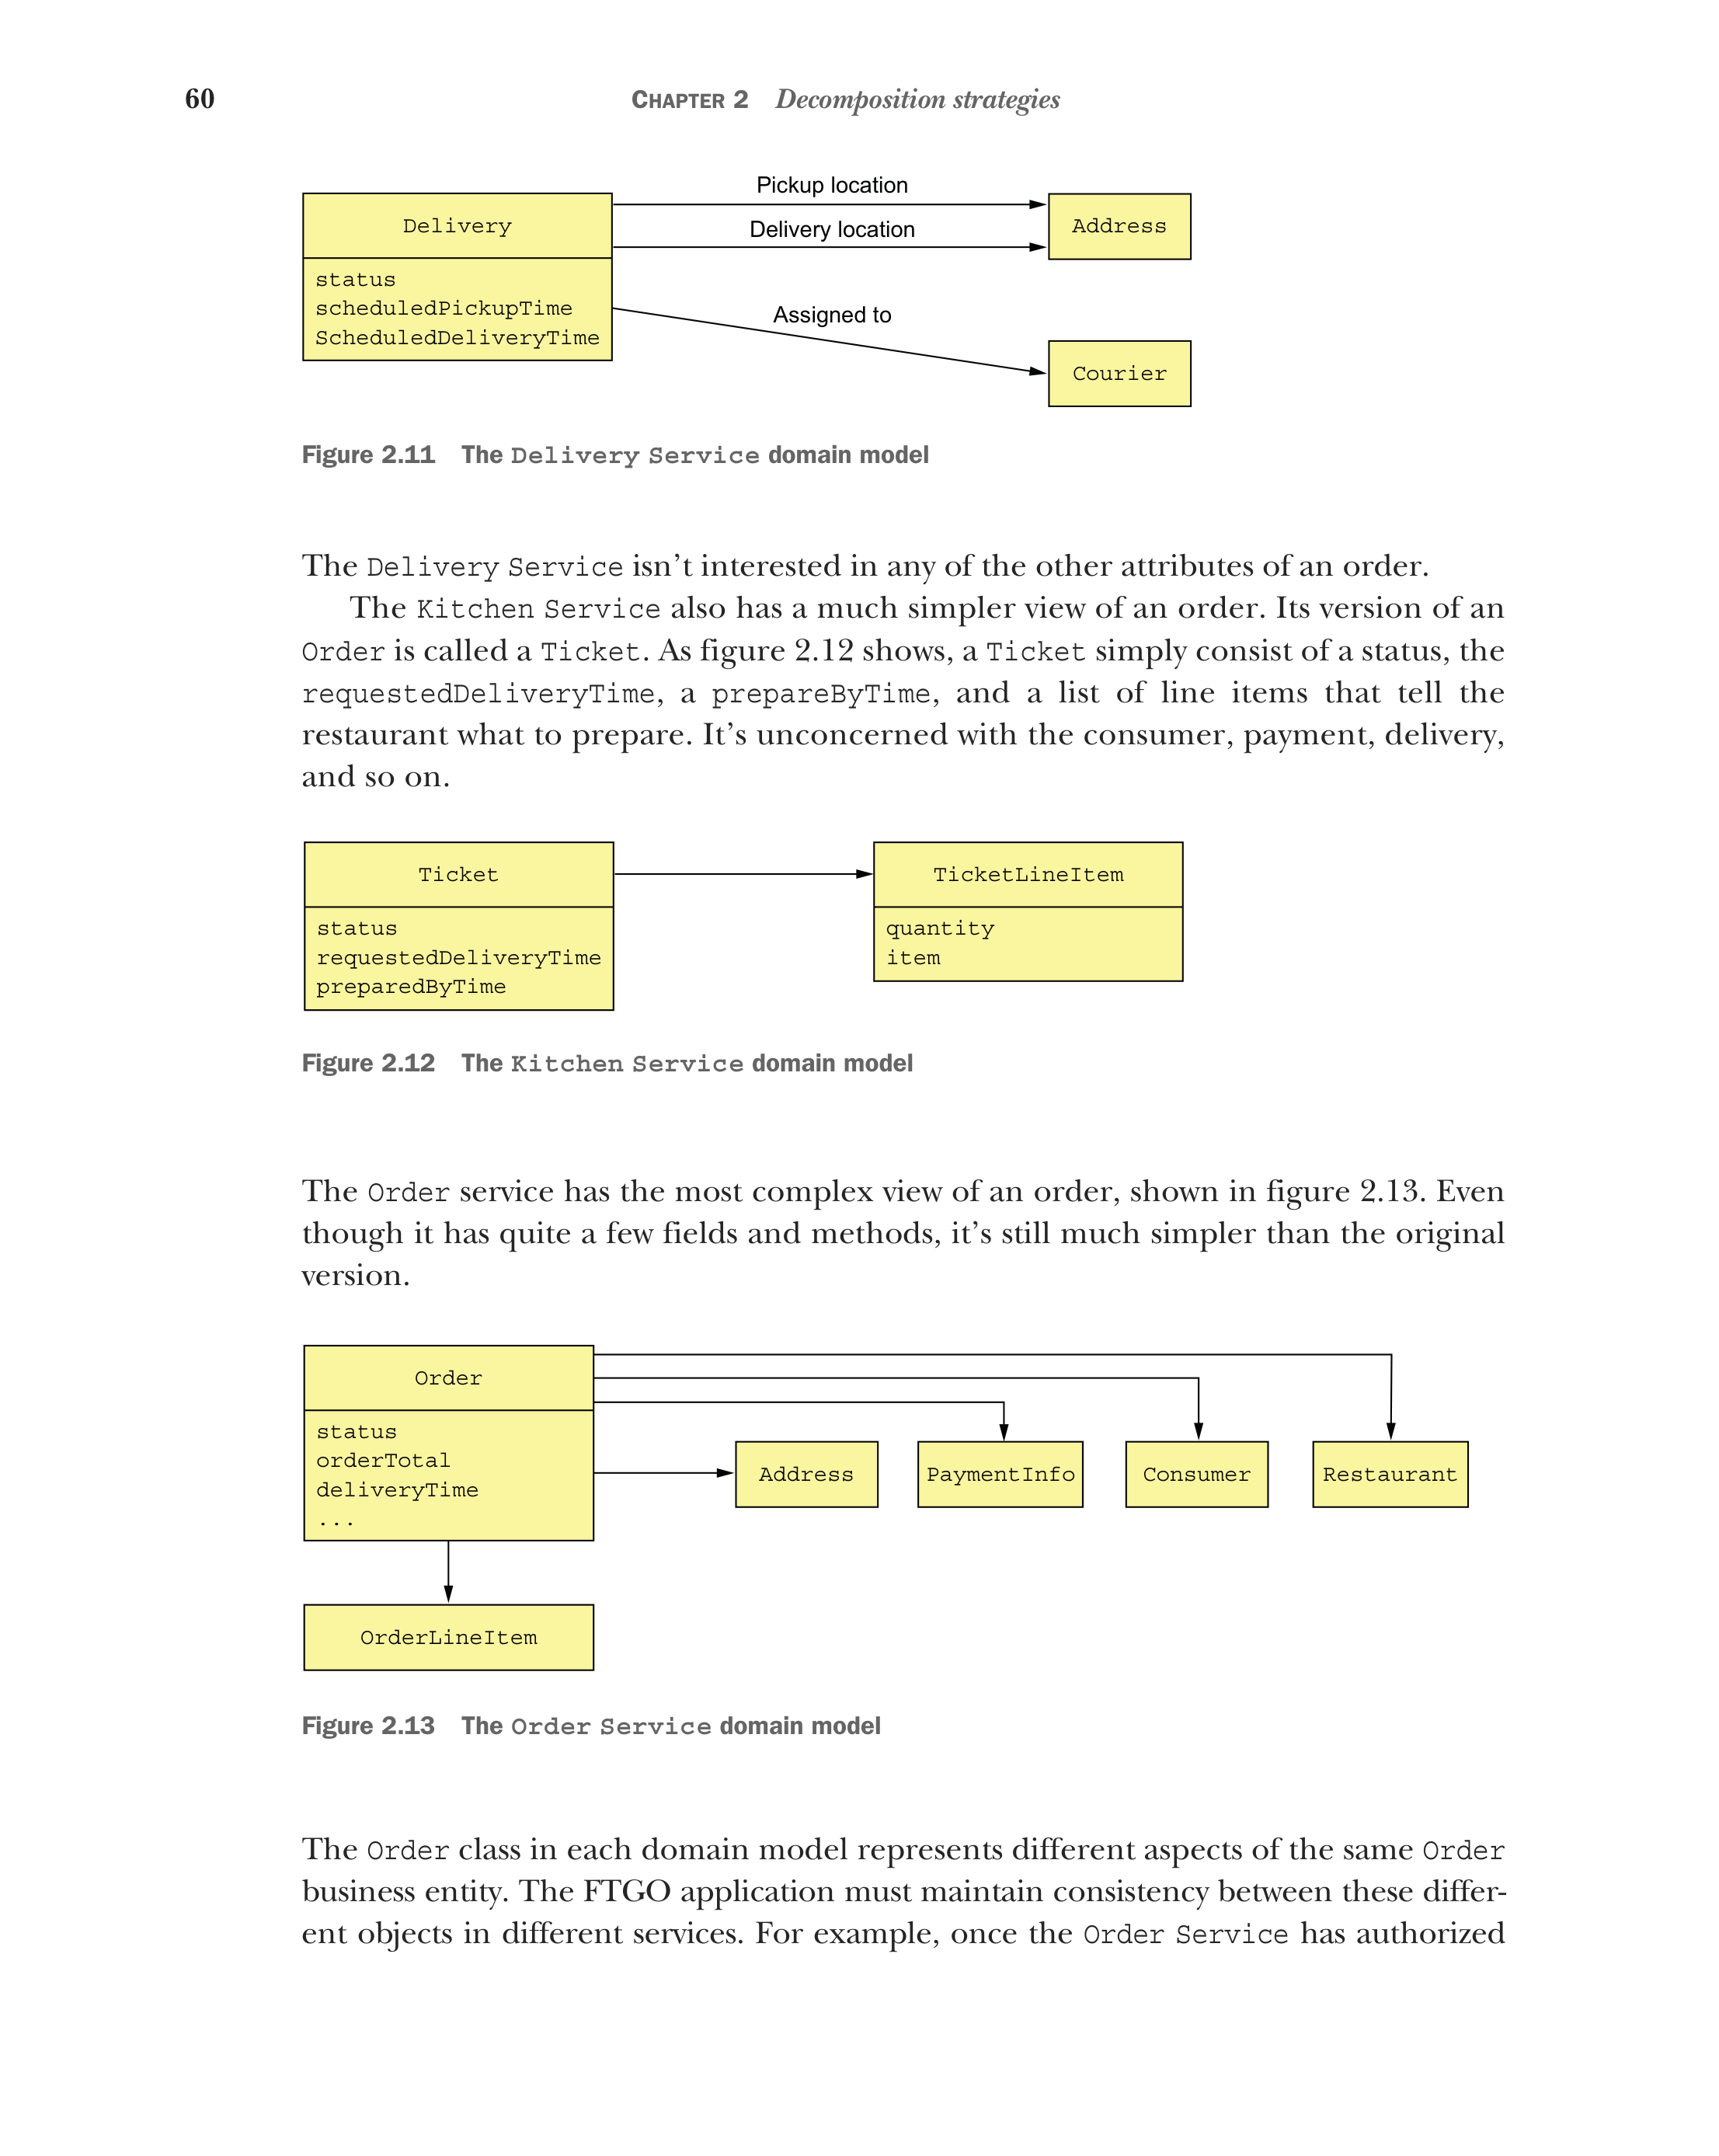 60
CHAPTER 2 Decomposition strategies
Pickup location
Delivery
Address
Delivery location
status
scheduledPickupTime
ScheduledDeliveryTime
Assigned to
Courier
Figure 2.11 The Delivery Service domain model
The Delivery Service isn’t interested in any of the other attributes of an order.
The Kitchen Service also has a much simpler view of an order. Its version of an
Order is called a Ticket. As figure 2.12 shows, a Ticket simply consist of a status, the
requestedDeliveryTime, a prepareByTime, and a list of line items that tell the
restaurant what to prepare. It’s unconcerned with the consumer, payment, delivery,
and so on.
Ticket
TicketLineItem
status
requestedDeliveryTime
preparedByTime
quantity
item
Figure 2.12 The Kitchen Service domain model
The Order service has the most complex view of an order, shown in figure 2.13. Even
though it has quite a few fields and methods, it’s still much simpler than the original
version.
Order
status
orderTotal
deliveryTime
...
Address
PaymentInfo
Consumer
Restaurant
OrderLineItem
Figure 2.13 The Order Service domain model
The Order class in each domain model represents different aspects of the same Order
business entity. The FTGO application must maintain consistency between these differ-
ent objects in different services. For example, once the Order Service has authorized